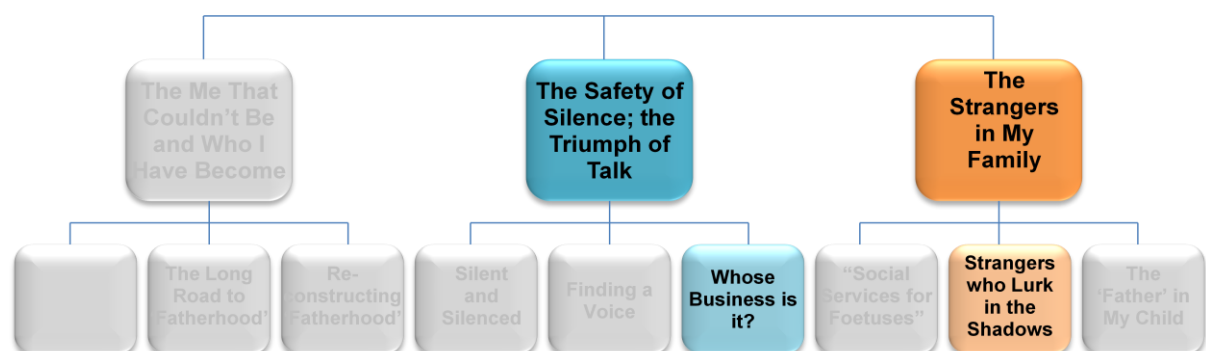 The Me That
Couldn't Be
and Who I
Have Become
The Safety of
Silence; the
Triumph of
Talk
The
Strangers
in My
Family
The Long
Road to
Fatherhood'
Re-
constructing
Fatherhood'
Silent
and
Silenced
Finding a
Voice
Whose
Business is
it?
“Social
Services for
Foetuses”
Strangers
who Lurk
in the
Shadows
The
‘Father’ in
My Child